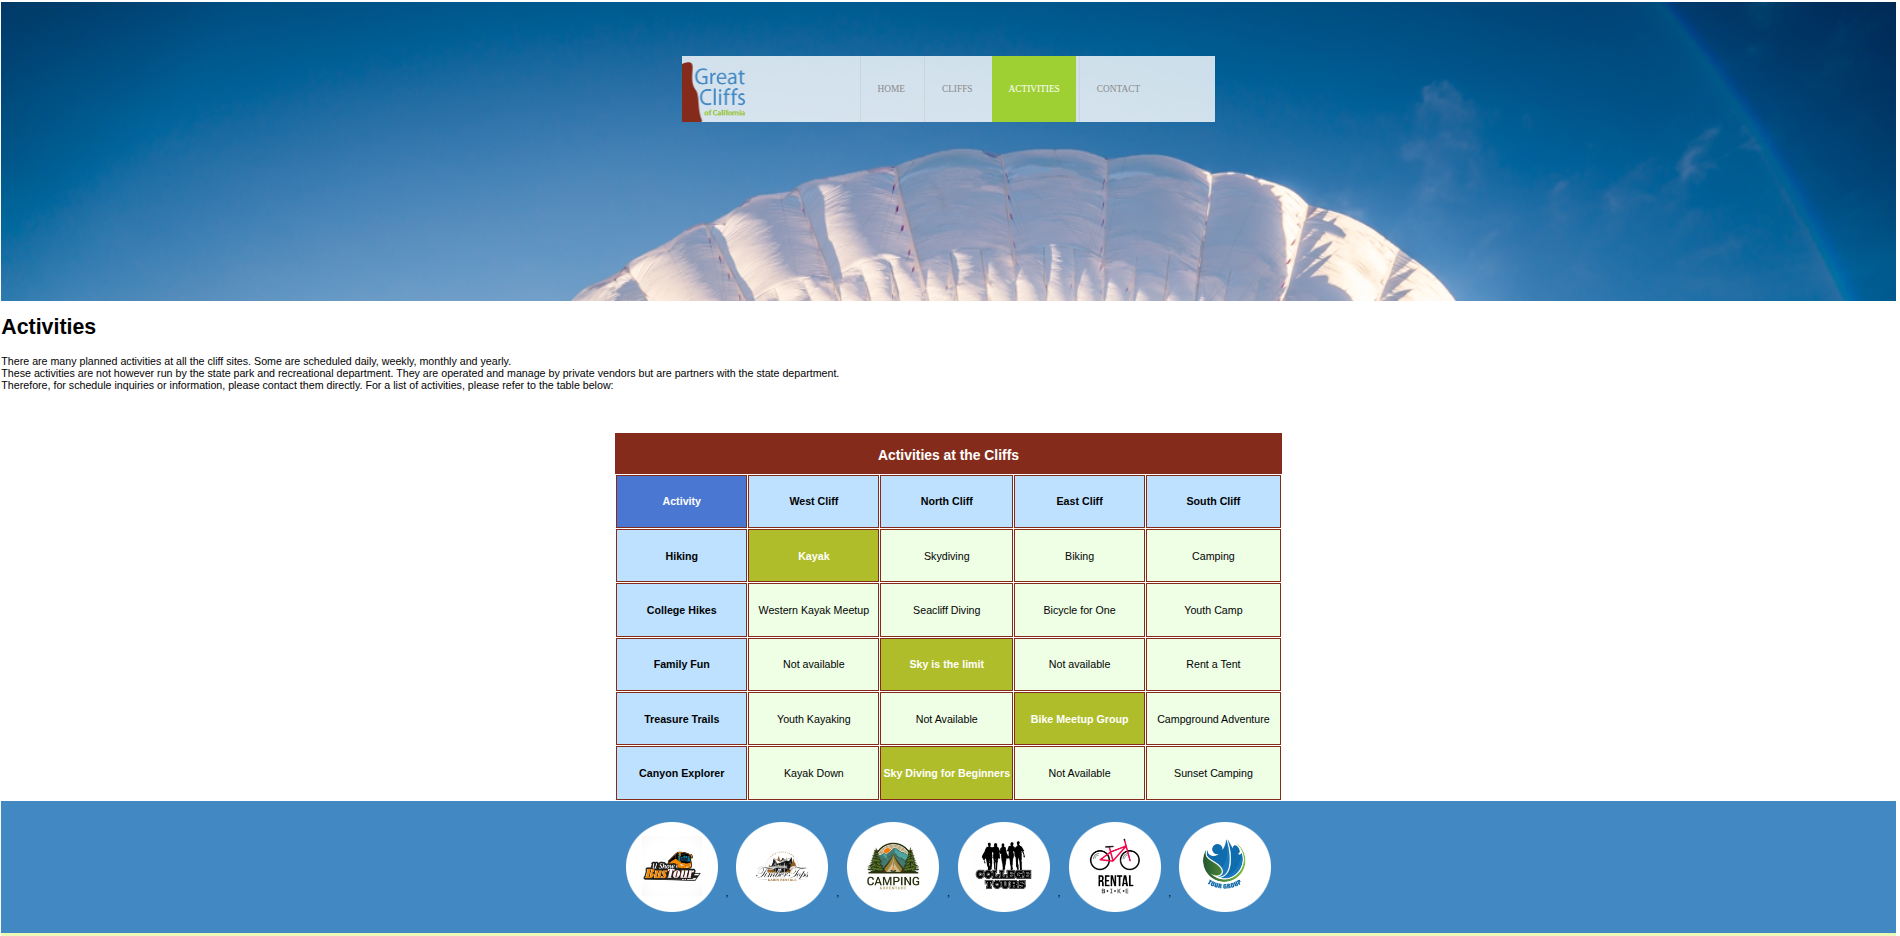 Great
Cliffs
of California
HOME CLIFFS ACTIVITIES CONTACT
Activities
There are many planned activities at all the cliff sites. Some are scheduled daily, weekly, monthly and yearly.
These activities are not however run by the state park and recreational department. They are operated and manage by private vendors but are partners with the state department.
Therefore, for schedule inquiries or information, please contact them directly. For a list of activities, please refer to the table below:
Activities at the Cliffs
Activity West Cliff North Cliff East Cliff South Cliff
Hiking Kayak Skydiving Biking Camping
College Hikes Western Kayak Meetup Seacliff Diving Bicycle for One Youth Camp
Family Fun Not available Sky is the limit Not available Rent a Tent
Treasure Trails Youth Kayaking Not Available Bike Meetup Group Campground Adventure
Canyon Explorer Kayak Down Sky Diving for Beginners Not Available Sunset Camping
U Show
Bus Tour
Timber Tops
CABIN RENTALS
CAMPING
ADVENTURE
COLLEGE
TOURS
RENTAL
B•I•K•E
TOUR GROUP